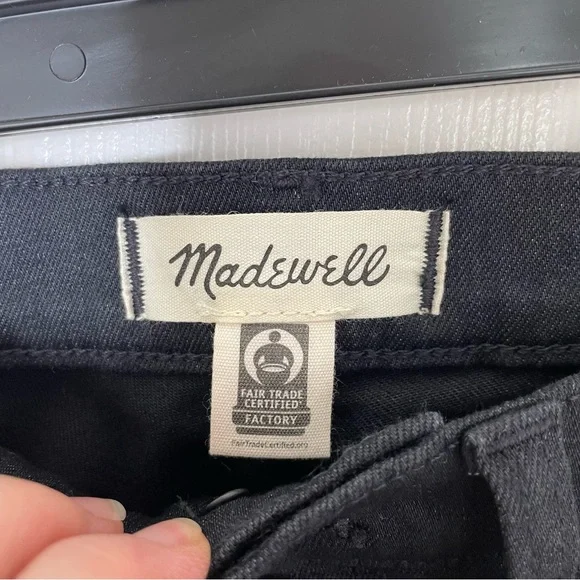 Madewell
FAIR TRADE
CERTIFIED
FACTORY
FairTradeCertified.org